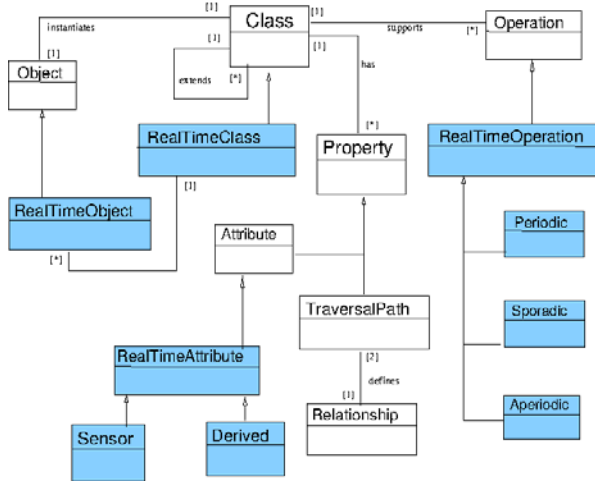 [1]
Class
[1]
Operation
instantiates
[1]
[1]
supports
[*]
[1]
Object
extends
[*]
has
RealTimeClass
[*]
RealTimeOperation
Property
[1]
RealTimeObject
Periodic
Attribute
[*]
TraversalPath
Sporadic
RealTimeAttribute
[2]
defines
[1]
Relationship
Aperiodic
Sensor
Derived